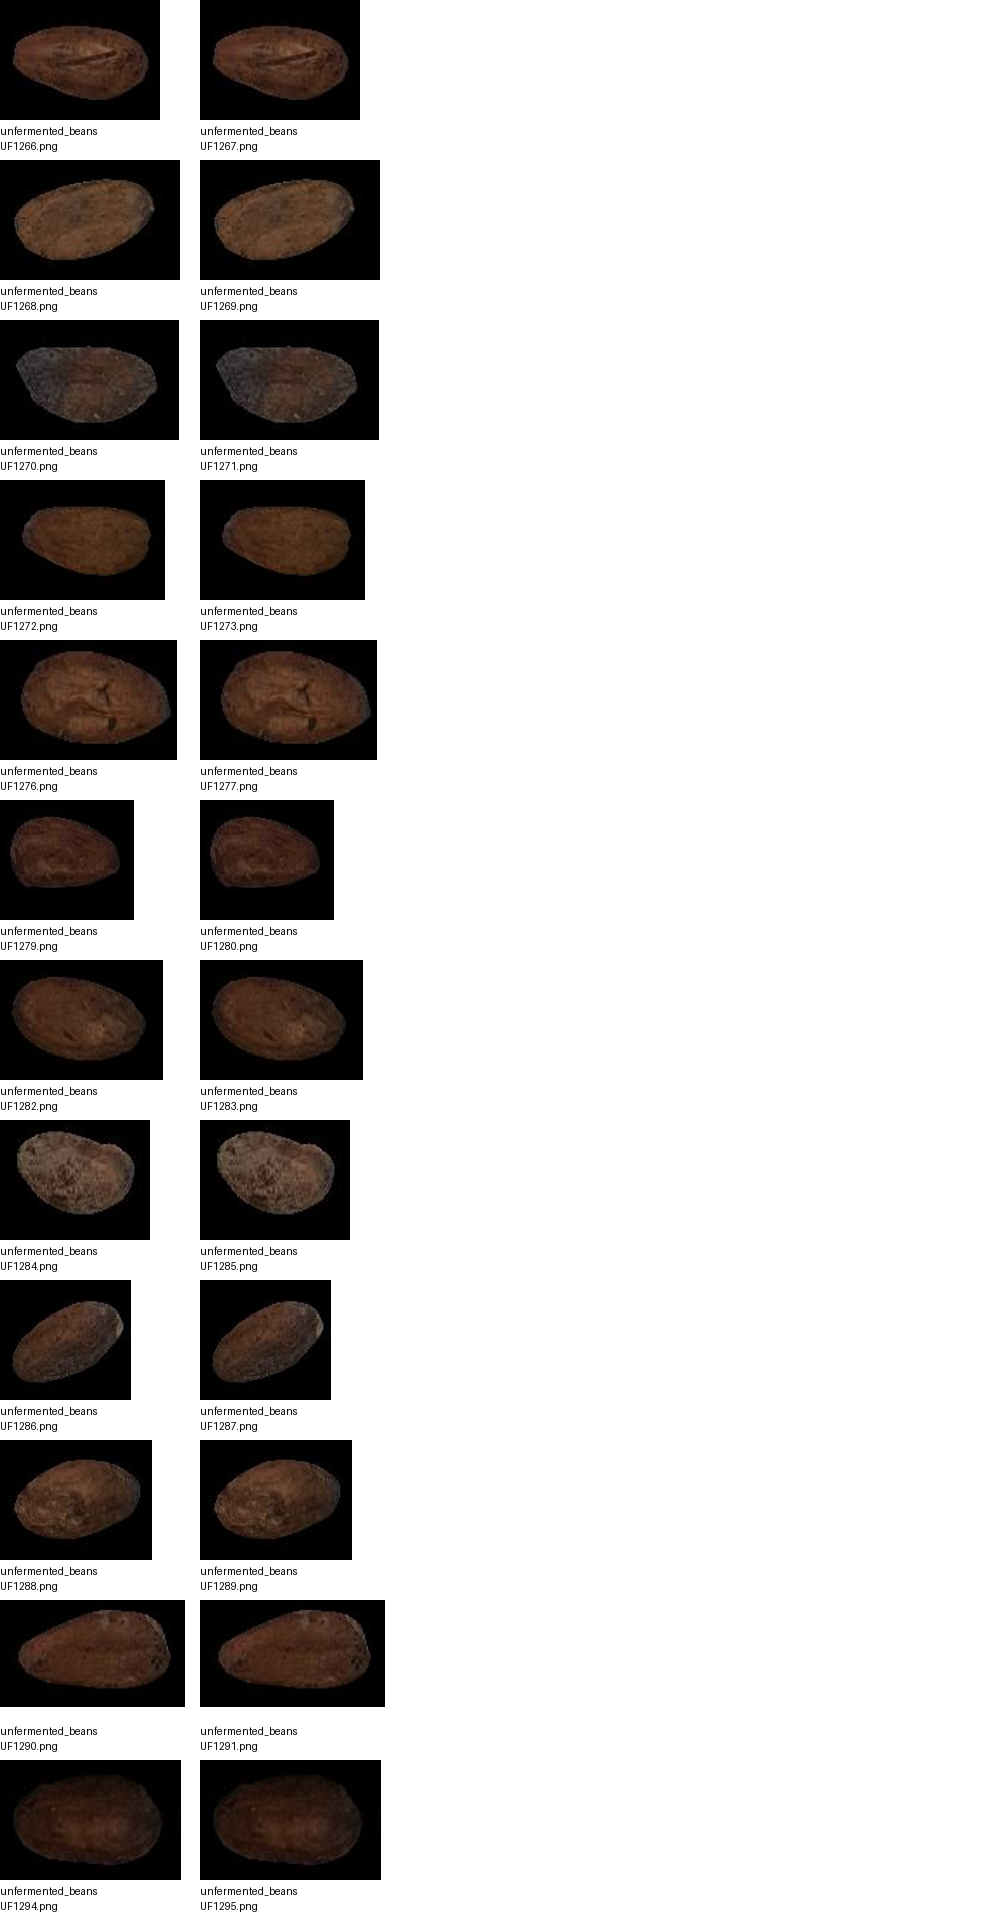 unfermented_beans
UF1266.png
unfermented_beans
UF1267.png
unfermented_beans
UF1268.png
unfermented_beans
UF1269.png
unfermented_beans
UF1270.png
unfermented_beans
UF1271.png
unfermented_beans
UF1272.png
unfermented_beans
UF1273.png
unfermented_beans
UF1276.png
unfermented_beans
UF1277.png
unfermented_beans
UF1279.png
unfermented_beans
UF1280.png
unfermented_beans
UF1282.png
unfermented_beans
UF1283.png
unfermented_beans
UF1284.png
unfermented_beans
UF1285.png
unfermented_beans
UF1286.png
unfermented_beans
UF1287.png
unfermented_beans
UF1288.png
unfermented_beans
UF1289.png
unfermented_beans
UF1290.png
unfermented_beans
UF1291.png
unfermented_beans
UF1294.png
unfermented_beans
UF1295.png